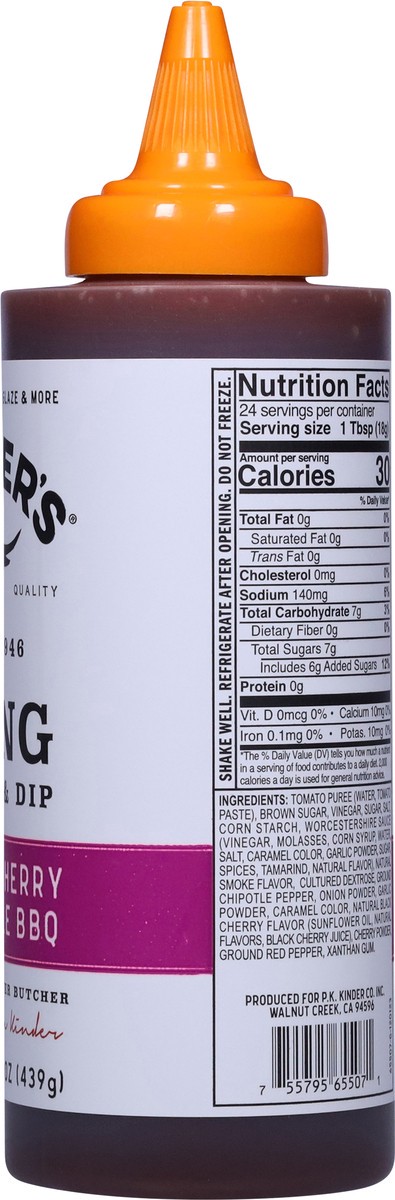 GLAZE & MORE
ER'S®
QUALITY
946
NG
& DIP
HERRY
E BBQ
ER BUTCHER
Kinder
OZ (439g)
SHAKE WELL. REFRIGERATE AFTER OPENING. DO NOT FREEZE.
Nutrition Facts
24 servings per container
Serving size 1 Tbsp (18g)
Amount per serving
Calories 30
% Daily Value*
Total Fat 0g 0%
Saturated Fat 0g 0%
Trans Fat 0g
Cholesterol 0mg 0%
Sodium 140mg 6%
Total Carbohydrate 7g 3%
Dietary Fiber 0g 0%
Total Sugars 7g
Includes 6g Added Sugars 12%
Protein 0g
Vit. D 0mcg 0% • Calcium 10mg 0%
Iron 0.1mg 0% • Potas. 10mg 0%
*The % Daily Value (DV) tells you how much a nutrient
in a serving of food contributes to a daily diet. 2,000
calories a day is used for general nutrition advice.
INGREDIENTS: TOMATO PUREE (WATER, TOMATO
PASTE), BROWN SUGAR, VINEGAR, SUGAR, SALT,
CORN STARCH, WORCESTERSHIRE SAUCE
(VINEGAR, MOLASSES, CORN SYRUP, WATER,
SALT, CARAMEL COLOR, GARLIC POWDER, SUGAR,
SPICES, TAMARIND, NATURAL FLAVOR), NATURAL
SMOKE FLAVOR, CULTURED DEXTROSE, GROUND
CHIPOTLE PEPPER, ONION POWDER, GARLIC
POWDER, CARAMEL COLOR, NATURAL BLACK
CHERRY FLAVOR (SUNFLOWER OIL, NATURAL
FLAVORS, BLACK CHERRY JUICE), CHERRY POWDER,
GROUND RED PEPPER, XANTHAN GUM.
PRODUCED FOR P.K. KINDER CO. INC.
WALNUT CREEK, CA 94596
7 55795 65507 1